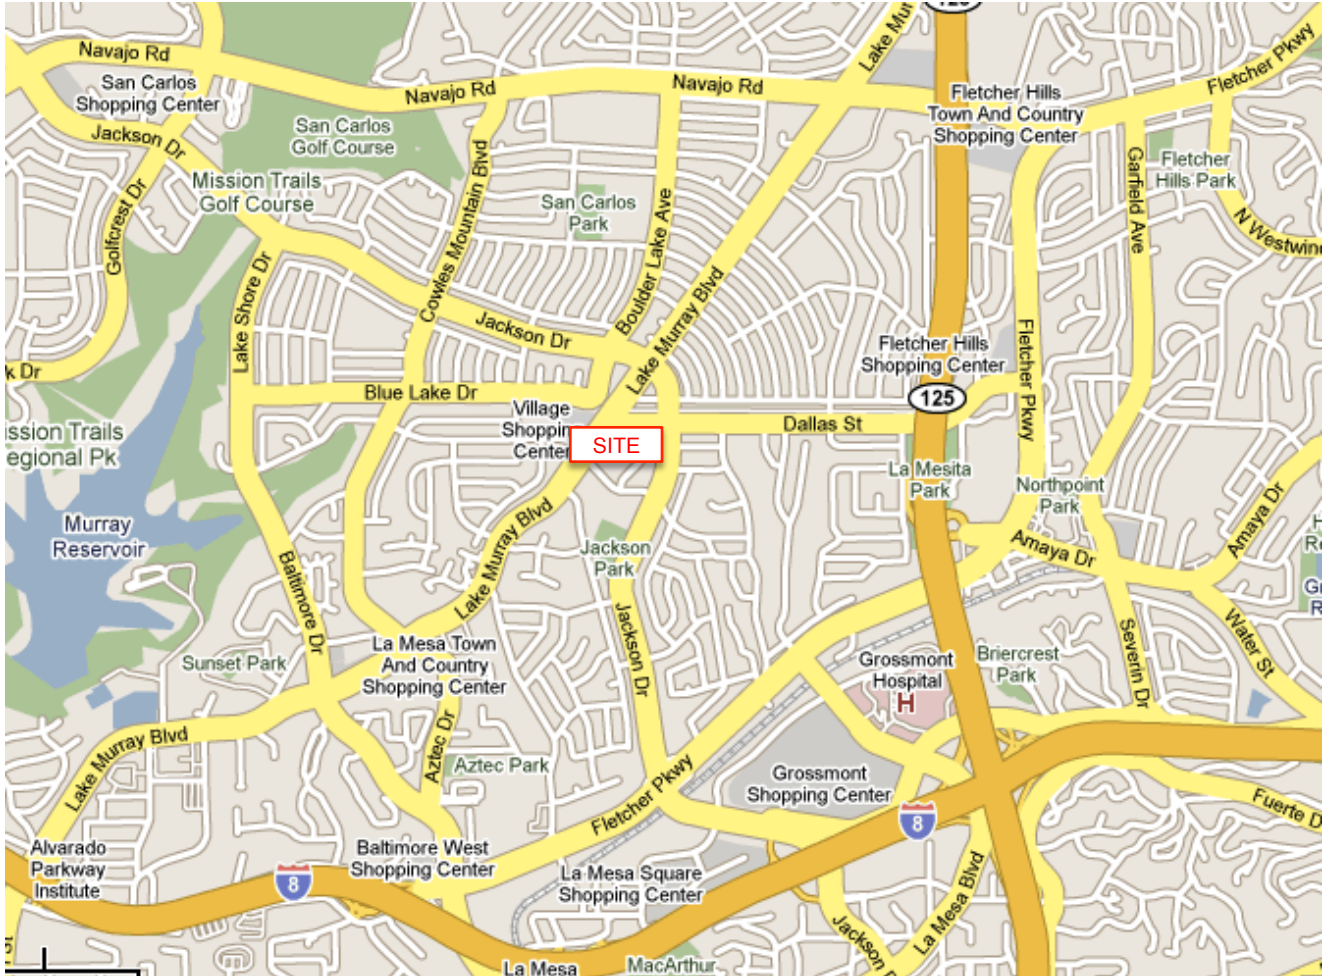 125
Lake Mur
Navajo Rd
San Carlos
Shopping Center
Navajo Rd
Navajo Rd
Fletcher Pkwy
Fletcher Hills
Town And Country
Shopping Center
Jackson Dr
San Carlos
Golf Course
Mission Trails
Golf Course
Cowles Mountain Blvd
San Carlos
Park
Boulder Lake Ave
Garfield Ave
Fletcher
Hills Park
N Westwin
Golfcrest Dr
Lake Shore Dr
Jackson Dr
Lake Murray Blvd
Fletcher Hills
Shopping Center
Fletcher Pkwy
k Dr
Blue Lake Dr
125
Village
Shoppin
Center
SITE
Dallas St
ission Trails
egional Pk
La Mesita
Park
Northpoint
Park
Amaya Dr
Murray
Reservoir
Lake Murray Blvd
Jackson
Park
Amaya Dr
Baltimore Dr
Jackson Dr
Severin Dr
Water St
La Mesa Town
And Country
Shopping Center
Sunset Park
Grossmont
Hospital
H
Briercrest
Park
Lake Murray Blvd
Aztec Dr
Aztec Park
Fletcher Pkwy
Grossmont
Shopping Center
Fuerte D
8
Alvarado
Parkway
Institute
Baltimore West
Shopping Center
8
La Mesa Square
Shopping Center
La Mesa Blvd
Jackson
La Mesa
MacArthur